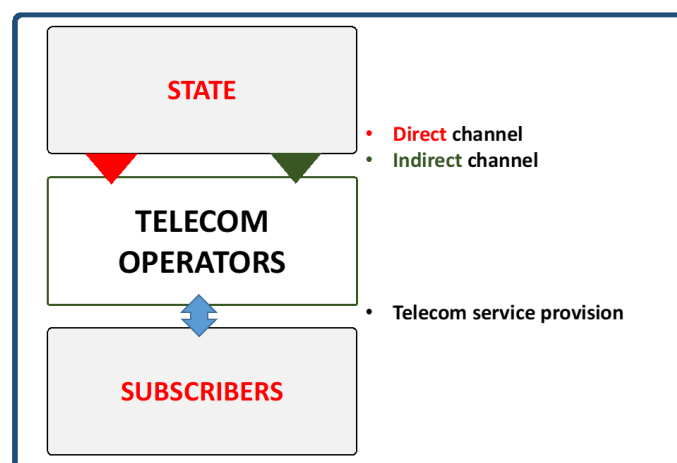 STATE
• Direct channel
• Indirect channel
TELECOM
OPERATORS
• Telecom service provision
SUBSCRIBERS